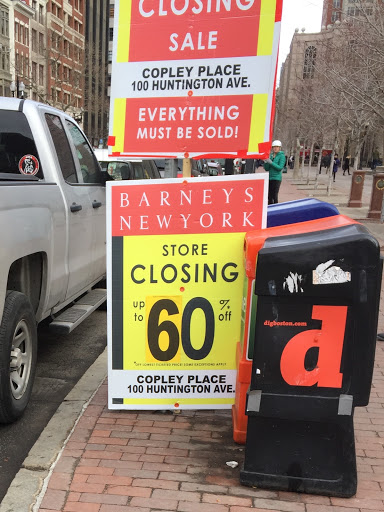 CLOSING
SALE
COPLEY PLACE
100 HUNTINGTON AVE.
EVERYTHING
MUST BE SOLD!
BARNEYS
NEWYORK
STORE
CLOSING
up to 60% off
COPLEY PLACE
100 HUNTINGTON AVE.
digboston.com
d